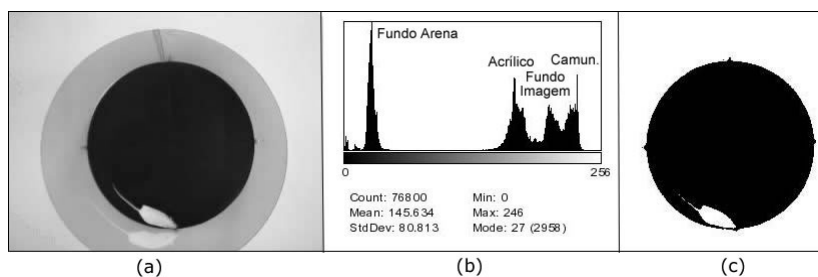 Fundo Arena
Acrílico
Camun.
Fundo
Imagem
0
256
Count: 76800
Min: 0
Mean: 145.634
Max: 246
StdDev: 80.813
Mode: 27 (2958)
(a)
(b)
(c)